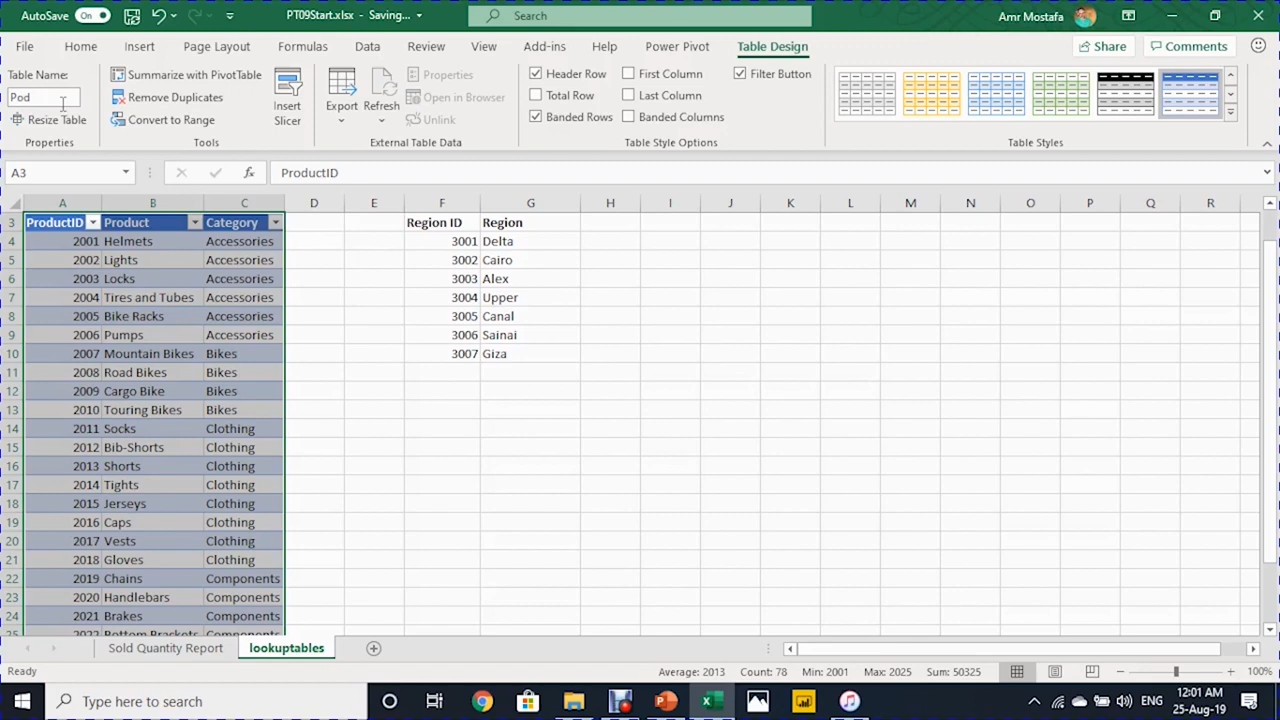 AutoSave On PT09Start.xlsx - Saving... Search Amr Mostafa
File Home Insert Page Layout Formulas Data Review View Add-ins Help Power Pivot Table Design Share Comments
Table Name: Summarize with PivotTable Properties Header Row First Column Filter Button
Pod Remove Duplicates Insert Slicer Export Refresh Open in Browser Total Row Last Column
Resize Table Convert to Range Unlink Banded Rows Banded Columns
Properties Tools External Table Data Table Style Options Table Styles
A3 fx ProductID
A B C D E F G H I J K L M N O P Q R
3 ProductID Product Category Region ID Region
4 2001 Helmets Accessories 3001 Delta
5 2002 Lights Accessories 3002 Cairo
6 2003 Locks Accessories 3003 Alex
7 2004 Tires and Tubes Accessories 3004 Upper
8 2005 Bike Racks Accessories 3005 Canal
9 2006 Pumps Accessories 3006 Sainai
10 2007 Mountain Bikes Bikes 3007 Giza
11 2008 Road Bikes Bikes
12 2009 Cargo Bike Bikes
13 2010 Touring Bikes Bikes
14 2011 Socks Clothing
15 2012 Bib-Shorts Clothing
16 2013 Shorts Clothing
17 2014 Tights Clothing
18 2015 Jerseys Clothing
19 2016 Caps Clothing
20 2017 Vests Clothing
21 2018 Gloves Clothing
22 2019 Chains Components
23 2020 Handlebars Components
24 2021 Brakes Components
25 2022 Bottom Brackets Components
Sold Quantity Report lookuptables
Ready Average: 2013 Count: 78 Min: 2001 Max: 2025 Sum: 50325 100%
Type here to search ENG 12:01 AM
25-Aug-19